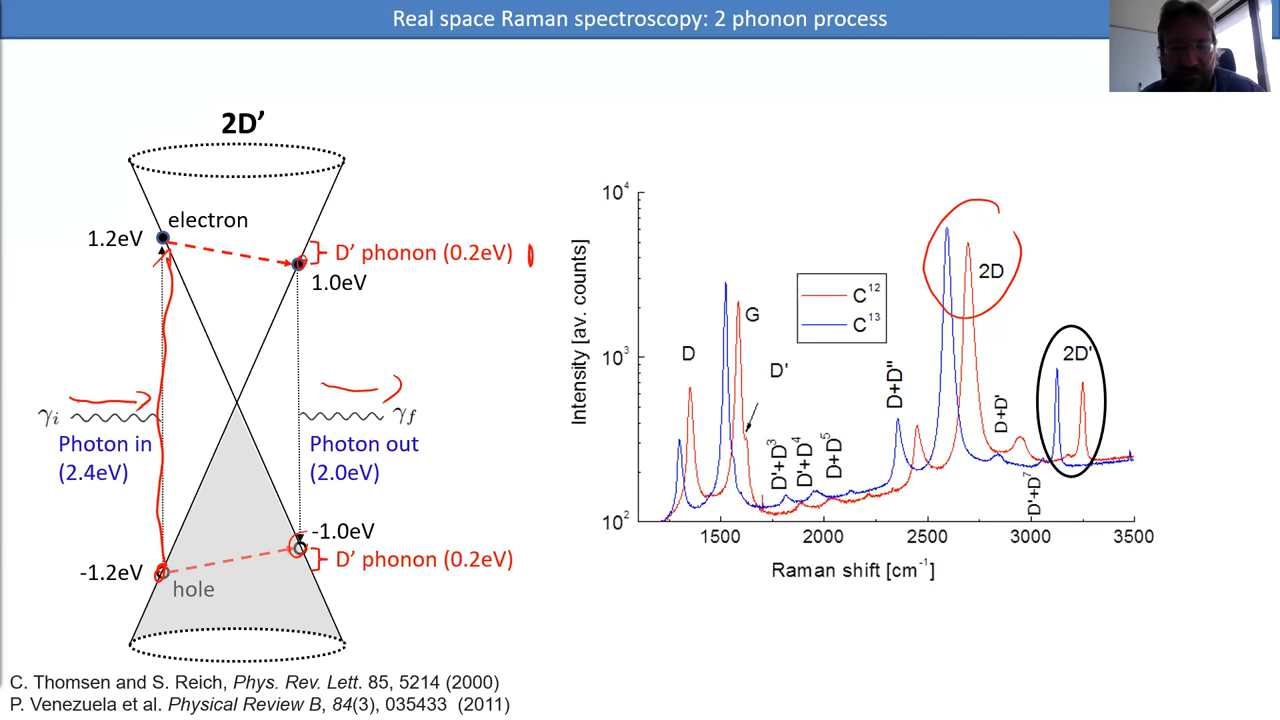 Real space Raman spectroscopy: 2 phonon process
2D’
electron
1.2eV
D’ phonon (0.2eV)
1.0eV
γi
Photon in
(2.4eV)
γf
Photon out
(2.0eV)
-1.0eV
D’ phonon (0.2eV)
-1.2eV
hole
Intensity [av. counts]
10⁴
10³
10²
C¹²
C¹³
D
G
D'
D'+D³
D'+D⁴
D+D⁵
D+D''
2D
D+D'
D'+D⁷
2D'
1500
2000
2500
3000
3500
Raman shift [cm⁻¹]
C. Thomsen and S. Reich, Phys. Rev. Lett. 85, 5214 (2000)
P. Venezuela et al. Physical Review B, 84(3), 035433 (2011)